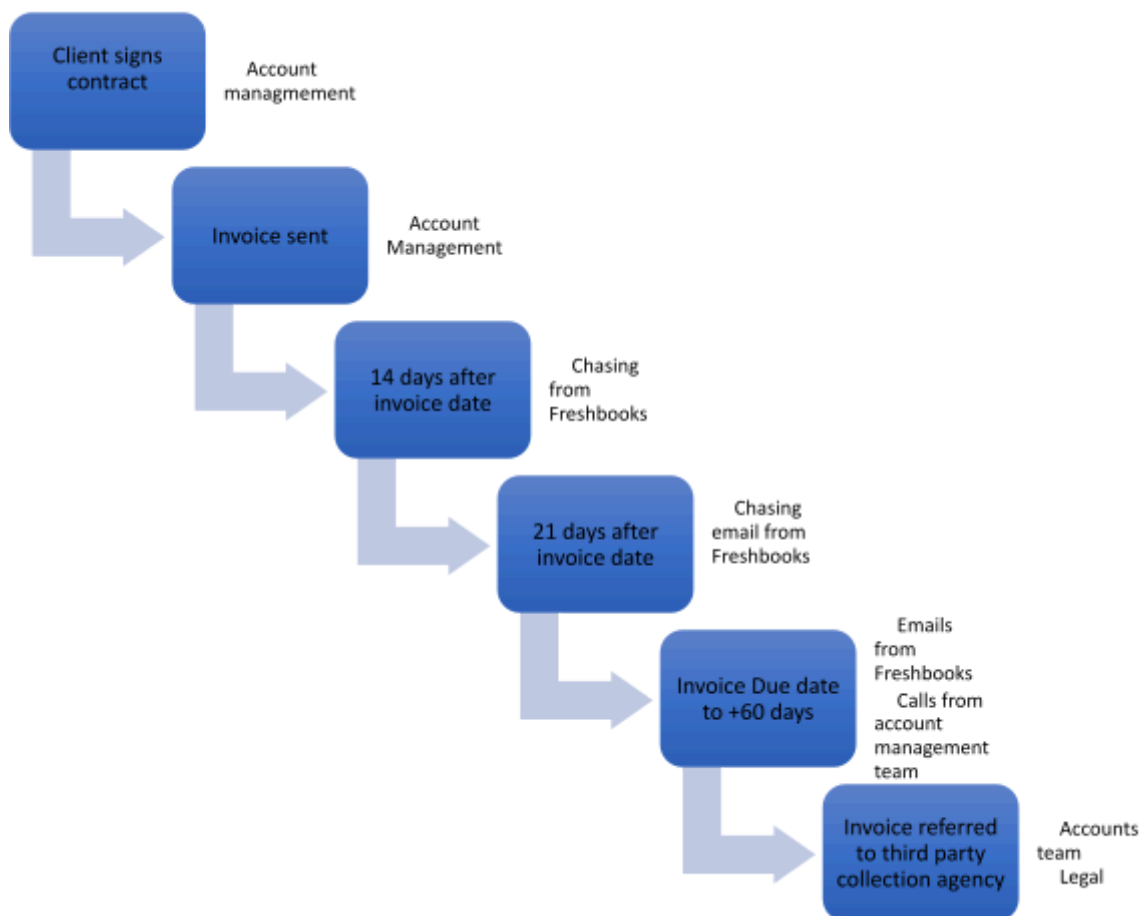 Client signs
contract
Account
managmement
Invoice sent
Account
Management
14 days after
invoice date
Chasing
from
Freshbooks
21 days after
invoice date
Chasing
email from
Freshbooks
Invoice Due date
to +60 days
Emails
from
Freshbooks
Calls from
account
management
team
Invoice referred
to third party
collection agency
Accounts
team
Legal